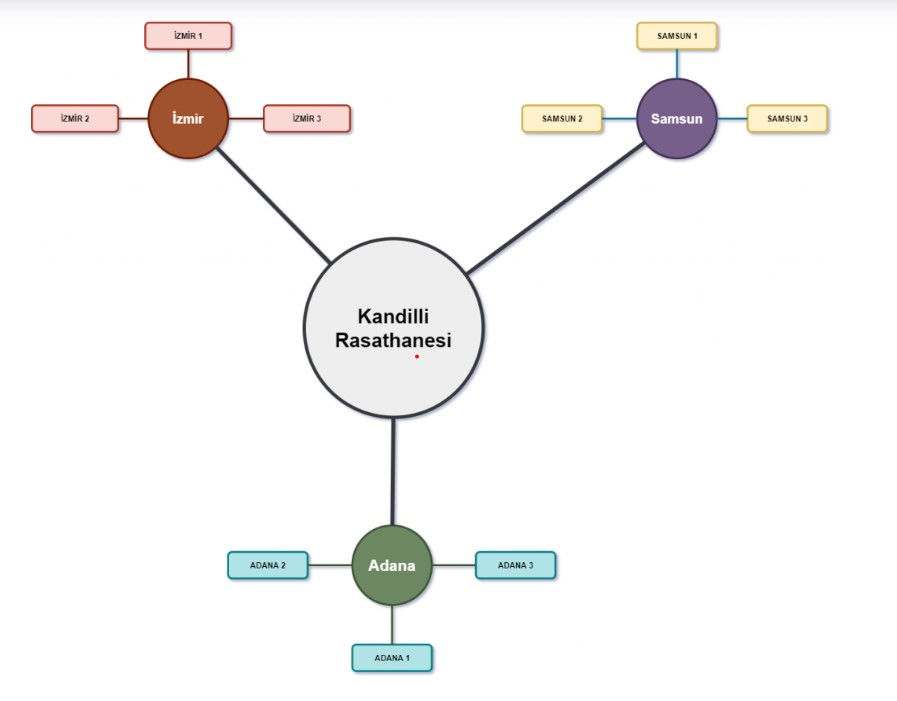 İZMİR 1
SAMSUN 1
İZMİR 2
İzmir
İZMİR 3
SAMSUN 2
Samsun
SAMSUN 3
Kandilli
Rasathanesi
ADANA 2
Adana
ADANA 3
ADANA 1